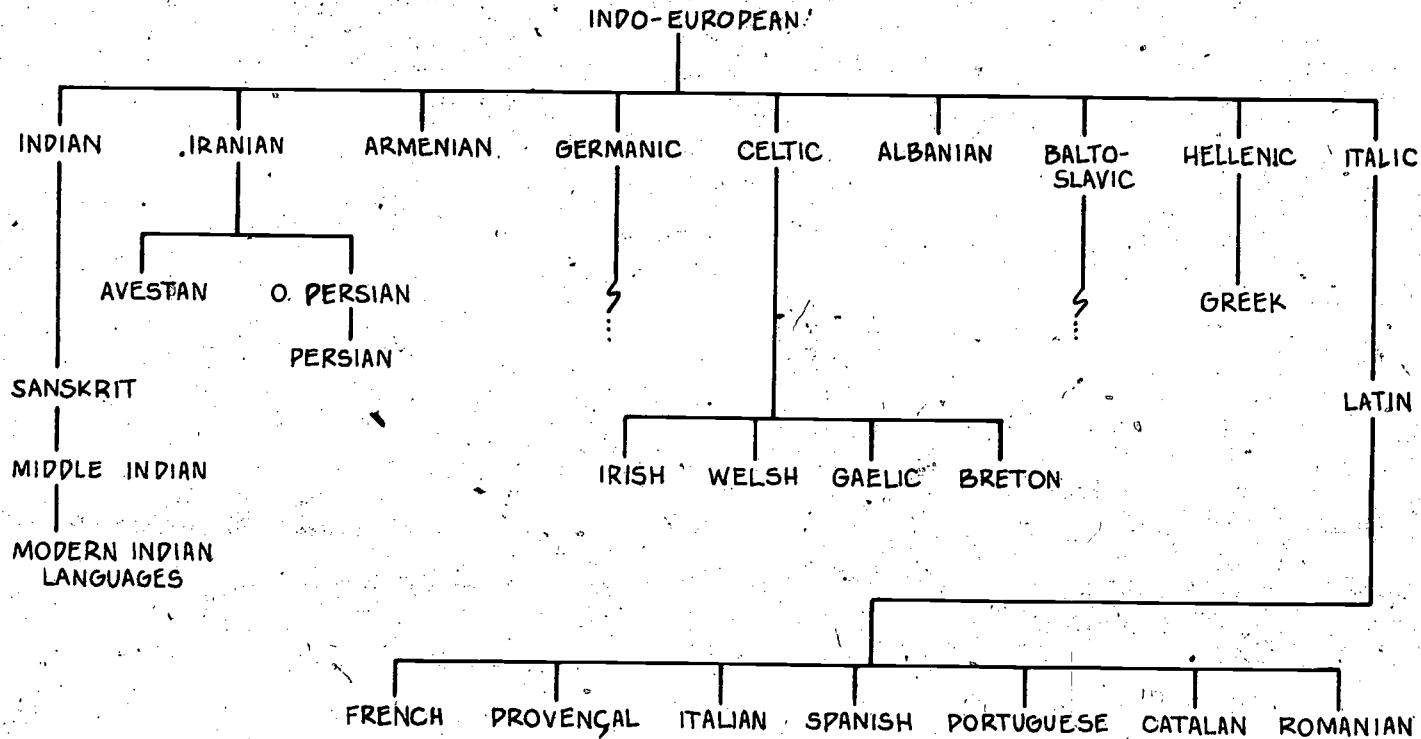 INDO-EUROPEAN
INDIAN
IRANIAN
ARMENIAN
GERMANIC
CELTIC
ALBANIAN
BALTO-
SLAVIC
HELLENIC
ITALIC
AVESTAN
O. PERSIAN
GREEK
PERSIAN
SANSKRIT
LATIN
MIDDLE INDIAN
IRISH
WELSH
GAELIC
BRETON
MODERN INDIAN
LANGUAGES
FRENCH
PROVENÇAL
ITALIAN
SPANISH
PORTUGUESE
CATALAN
ROMANIAN